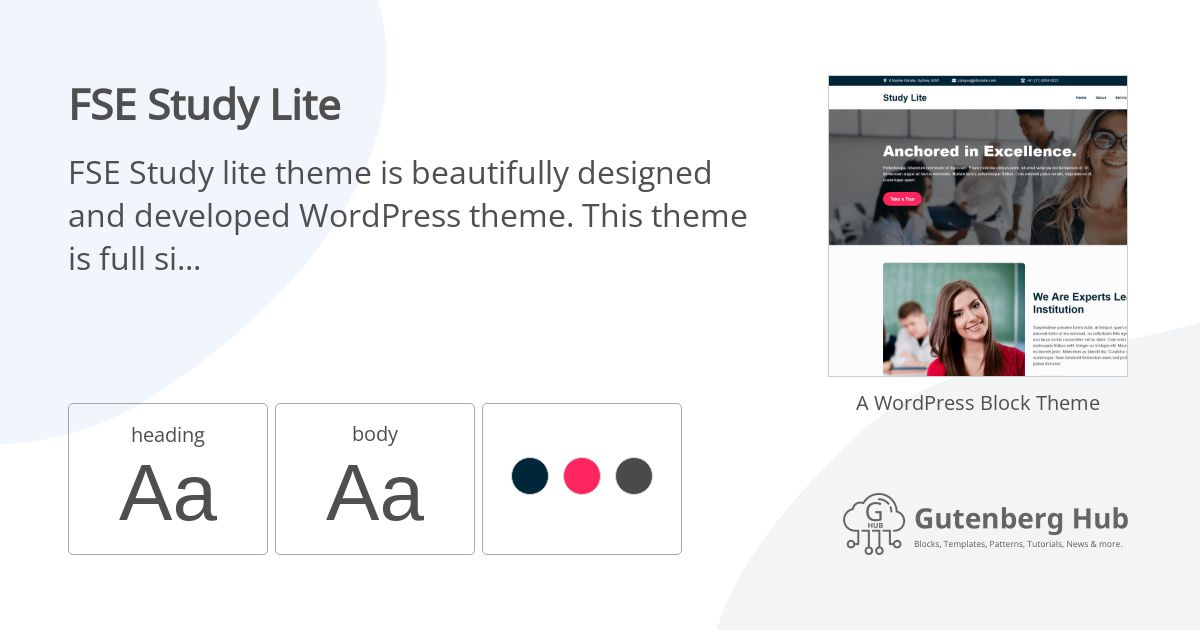 FSE Study Lite
FSE Study lite theme is beautifully designed
and developed WordPress theme. This theme
is full si...
heading
Aa
body
Aa
Study Lite
Home About Servic
Anchored in Excellence.
Take a Tour
We Are Experts Le
Institution
A WordPress Block Theme
G
HUB
Gutenberg Hub
Blocks, Templates, Patterns, Tutorials, News & more.